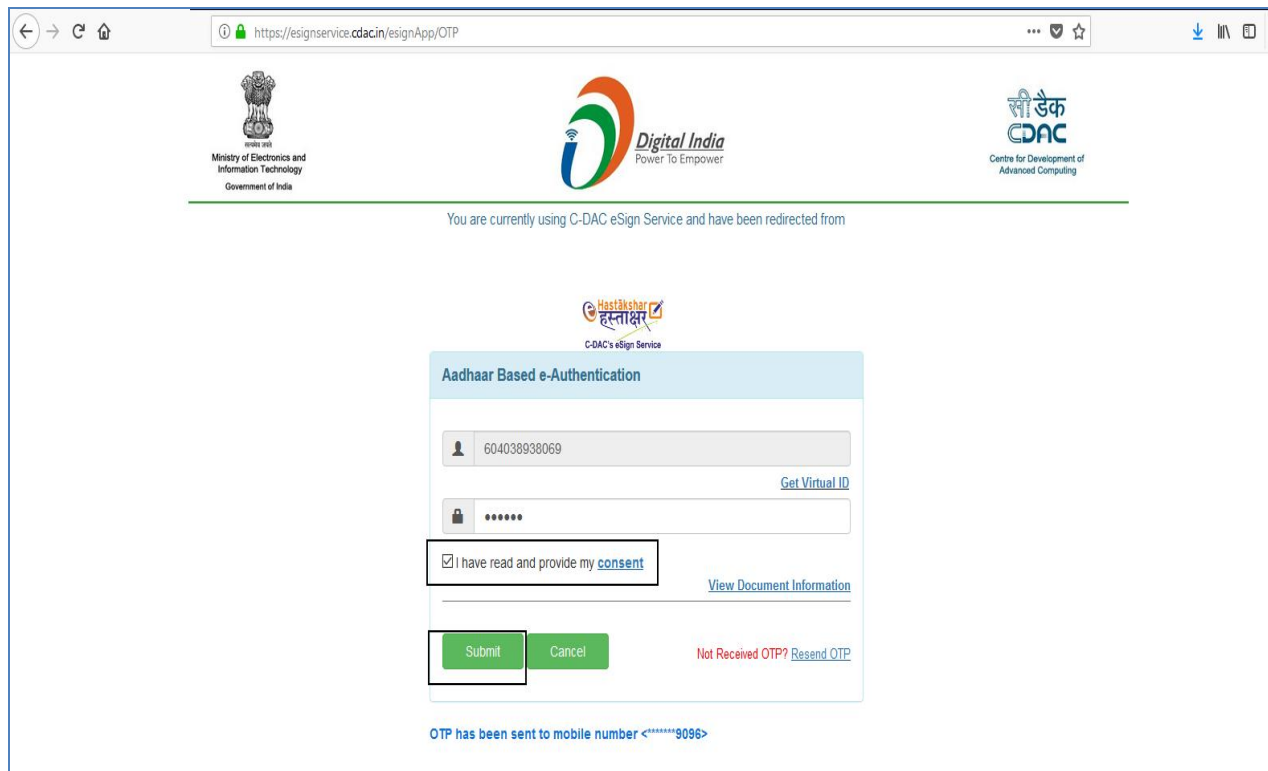 https://esignservice.cdac.in/esignApp/OTP
सत्यमेव जयते
Ministry of Electronics and
Information Technology
Government of India
Digital India
Power To Empower
सी डैक
CDAC
Centre for Development of
Advanced Computing
You are currently using C-DAC eSign Service and have been redirected from
e Hastākshar
हस्ताक्षर
C-DAC's eSign Service
Aadhaar Based e-Authentication
604038938069
Get Virtual ID
••••••
I have read and provide my consent
View Document Information
Submit Cancel Not Received OTP? Resend OTP
OTP has been sent to mobile number <*******9096>